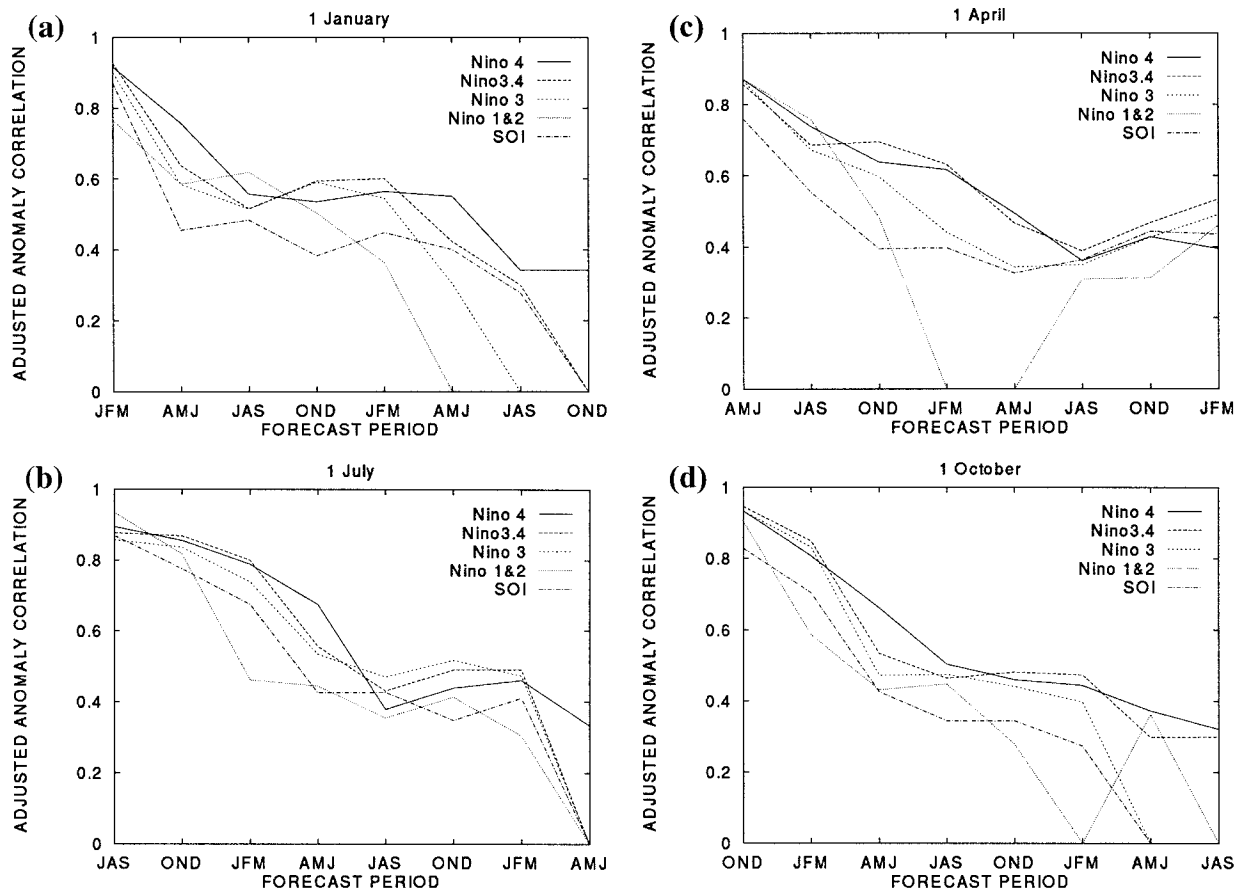 (a)
1 January
ADJUSTED ANOMALY CORRELATION
1
0.8
0.6
0.4
0.2
0
Nino 4
Nino3.4
Nino 3
Nino 1&2
SOI
JFM AMJ JAS OND JFM AMJ JAS OND
FORECAST PERIOD
(c)
1 April
ADJUSTED ANOMALY CORRELATION
1
0.8
0.6
0.4
0.2
0
Nino 4
Nino3.4
Nino 3
Nino 1&2
SOI
AMJ JAS OND JFM AMJ JAS OND JFM
FORECAST PERIOD
(b)
1 July
ADJUSTED ANOMALY CORRELATION
1
0.8
0.6
0.4
0.2
0
Nino 4
Nino3.4
Nino 3
Nino 1&2
SOI
JAS OND JFM AMJ JAS OND JFM AMJ
FORECAST PERIOD
(d)
1 October
ADJUSTED ANOMALY CORRELATION
1
0.8
0.6
0.4
0.2
0
Nino 4
Nino3.4
Nino 3
Nino 1&2
SOI
OND JFM AMJ JAS OND JFM AMJ JAS
FORECAST PERIOD